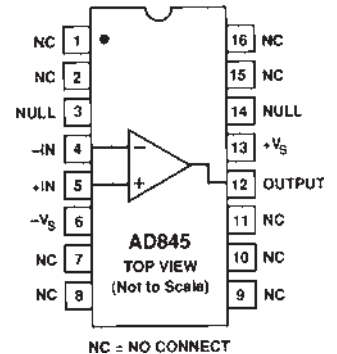 NC 1 16 NC
NC 2 15 NC
NULL 3 14 NULL
–IN 4 – 13 +VS
+IN 5 + 12 OUTPUT
–VS 6 11 NC
AD845
NC 7 TOP VIEW 10 NC
NC 8 (Not to Scale) 9 NC
NC = NO CONNECT